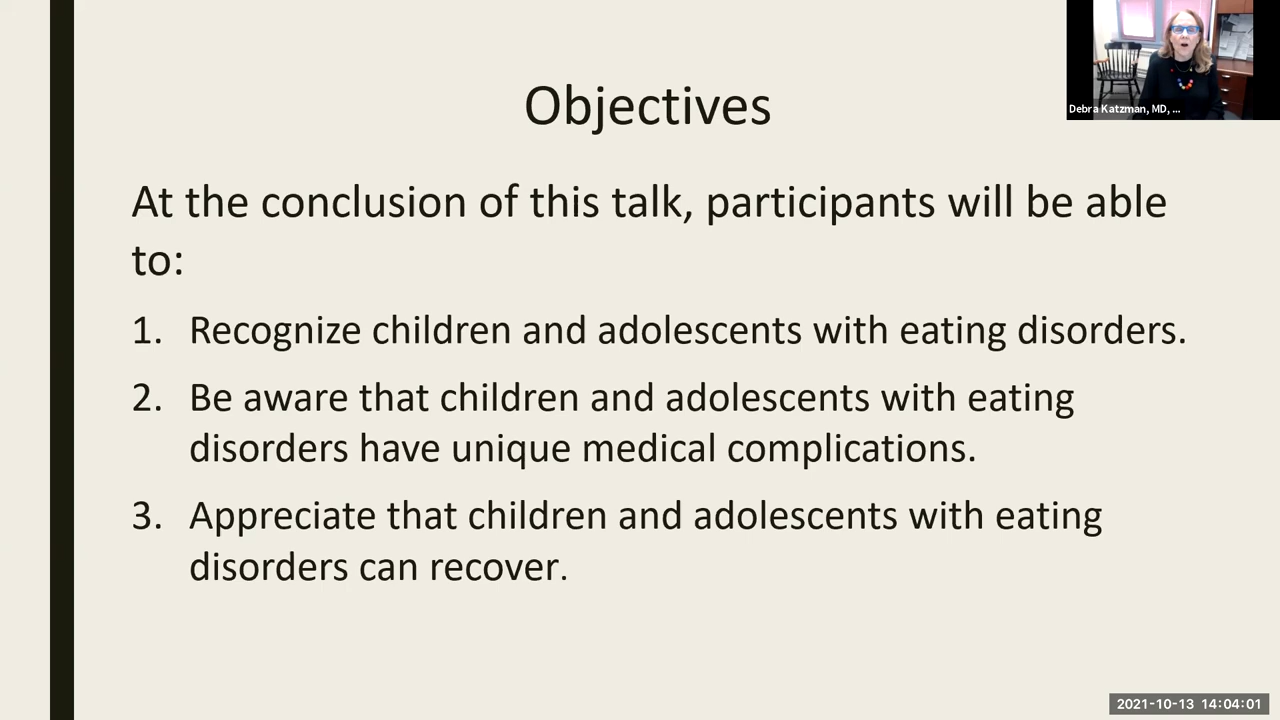 Objectives
Debra Katzman, MD, ...
At the conclusion of this talk, participants will be able
to:
1. Recognize children and adolescents with eating disorders.
2. Be aware that children and adolescents with eating
disorders have unique medical complications.
3. Appreciate that children and adolescents with eating
disorders can recover.
2021-10-13 14:04:01